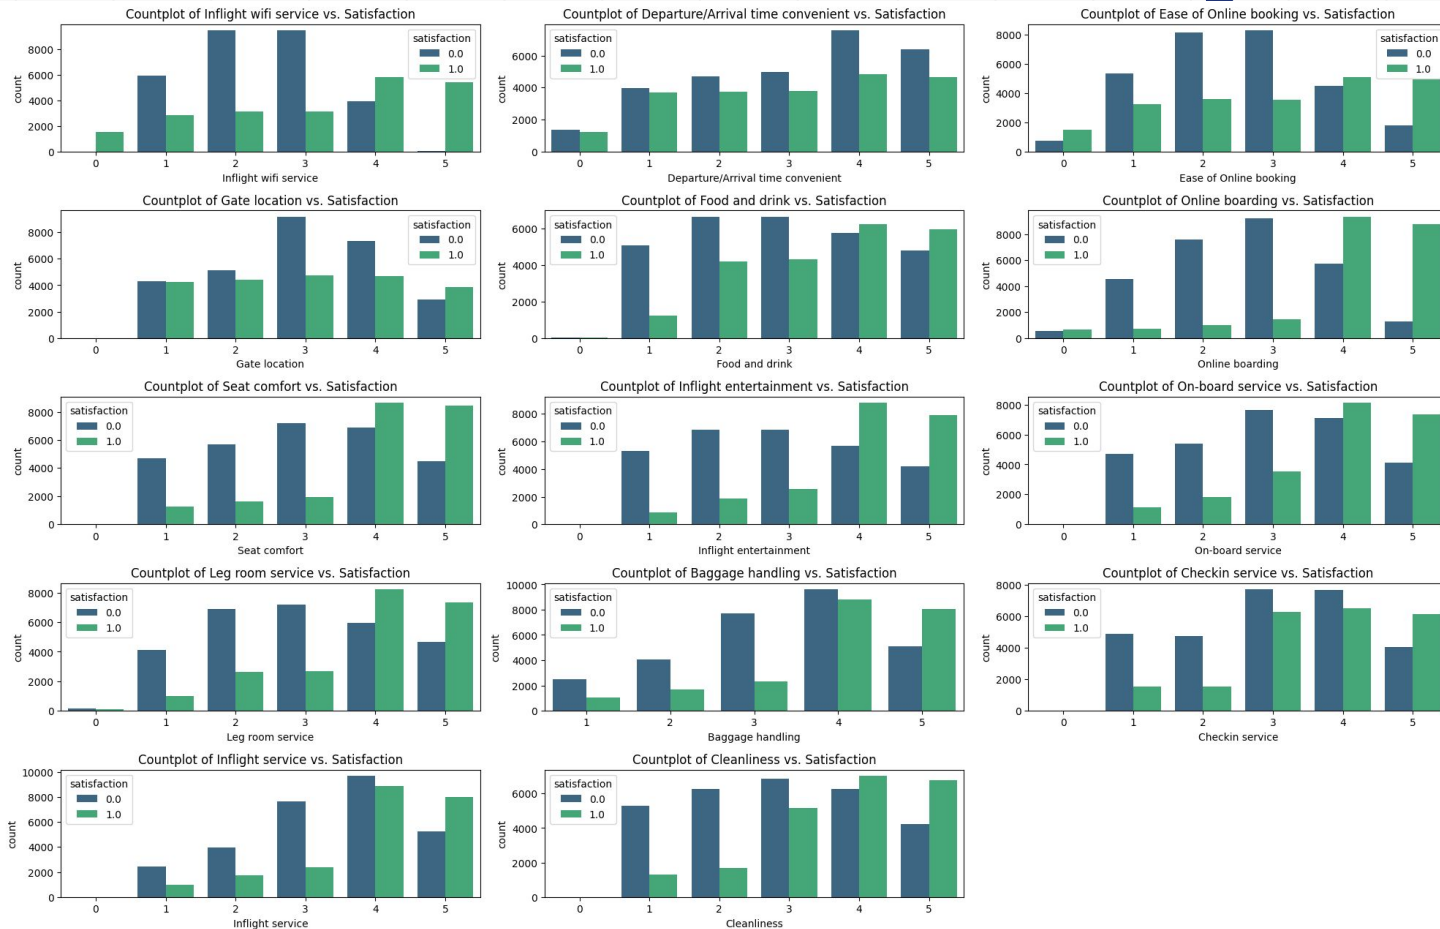 Countplot of Inflight wifi service vs. Satisfaction
8000
6000
4000
2000
0
count
satisfaction
0.0
1.0
0 1 2 3 4 5
Inflight wifi service
Countplot of Departure/Arrival time convenient vs. Satisfaction
6000
4000
2000
0
count
satisfaction
0.0
1.0
0 1 2 3 4 5
Departure/Arrival time convenient
Countplot of Ease of Online booking vs. Satisfaction
8000
6000
4000
2000
0
count
satisfaction
0.0
1.0
0 1 2 3 4 5
Ease of Online booking
Countplot of Gate location vs. Satisfaction
8000
6000
4000
2000
0
count
satisfaction
0.0
1.0
0 1 2 3 4 5
Gate location
Countplot of Food and drink vs. Satisfaction
6000
4000
2000
0
count
satisfaction
0.0
1.0
0 1 2 3 4 5
Food and drink
Countplot of Online boarding vs. Satisfaction
8000
6000
4000
2000
0
count
satisfaction
0.0
1.0
0 1 2 3 4 5
Online boarding
Countplot of Seat comfort vs. Satisfaction
8000
6000
4000
2000
0
count
satisfaction
0.0
1.0
0 1 2 3 4 5
Seat comfort
Countplot of Inflight entertainment vs. Satisfaction
8000
6000
4000
2000
0
count
satisfaction
0.0
1.0
0 1 2 3 4 5
Inflight entertainment
Countplot of On-board service vs. Satisfaction
8000
6000
4000
2000
0
count
satisfaction
0.0
1.0
0 1 2 3 4 5
On-board service
Countplot of Leg room service vs. Satisfaction
8000
6000
4000
2000
0
count
satisfaction
0.0
1.0
0 1 2 3 4 5
Leg room service
Countplot of Baggage handling vs. Satisfaction
10000
8000
6000
4000
2000
0
count
satisfaction
0.0
1.0
1 2 3 4 5
Baggage handling
Countplot of Checkin service vs. Satisfaction
8000
6000
4000
2000
0
count
satisfaction
0.0
1.0
0 1 2 3 4 5
Checkin service
Countplot of Inflight service vs. Satisfaction
10000
8000
6000
4000
2000
0
count
satisfaction
0.0
1.0
0 1 2 3 4 5
Inflight service
Countplot of Cleanliness vs. Satisfaction
6000
4000
2000
0
count
satisfaction
0.0
1.0
0 1 2 3 4 5
Cleanliness